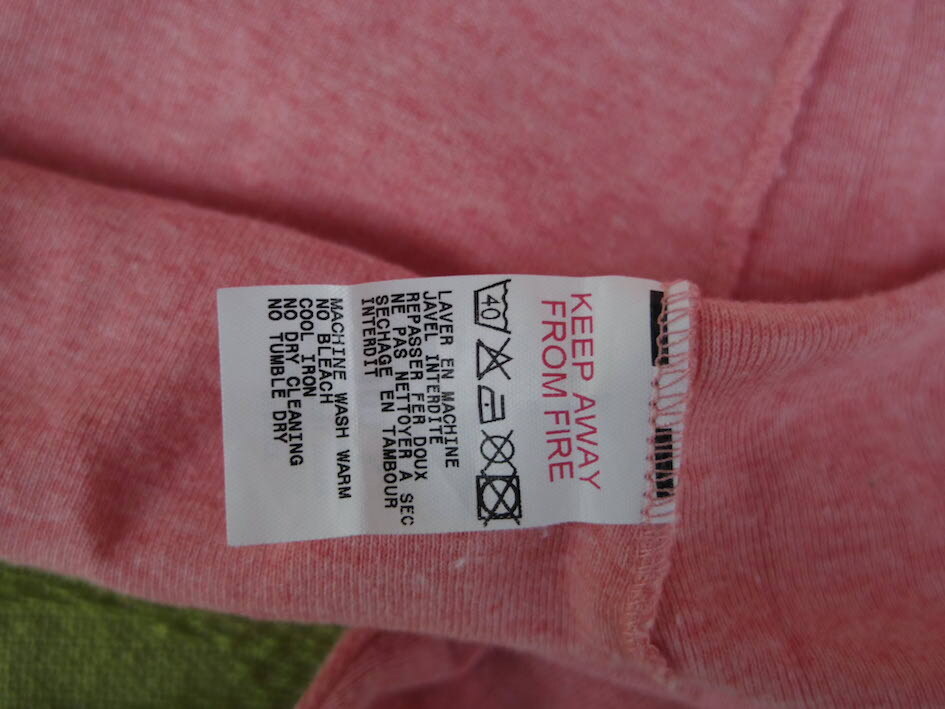 KEEP AWAY
FROM FIRE
40
LAVER EN MACHINE
JAVEL INTERDITE
REPASSER FER DOUX
NE PAS NETTOYER A SEC
SECHAGE EN TAMBOUR
INTERDIT
MACHINE WASH WARM
NO BLEACH
COOL IRON
NO DRY CLEANING
NO TUMBLE DRY